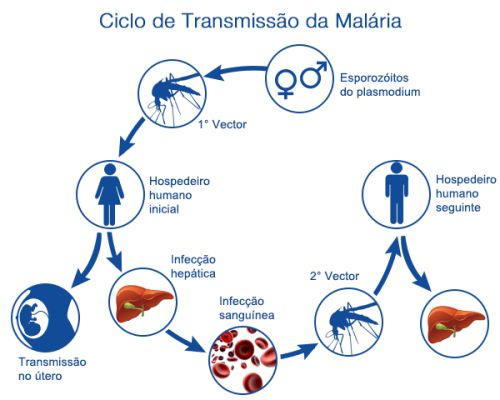 Ciclo de Transmissão da Malária
Esporozóitos
do plasmodium
1° Vector
Hospedeiro
humano
inicial
Hospedeiro
humano
seguinte
Infecção
hepática
2° Vector
Infecção
sanguínea
Transmissão
no útero